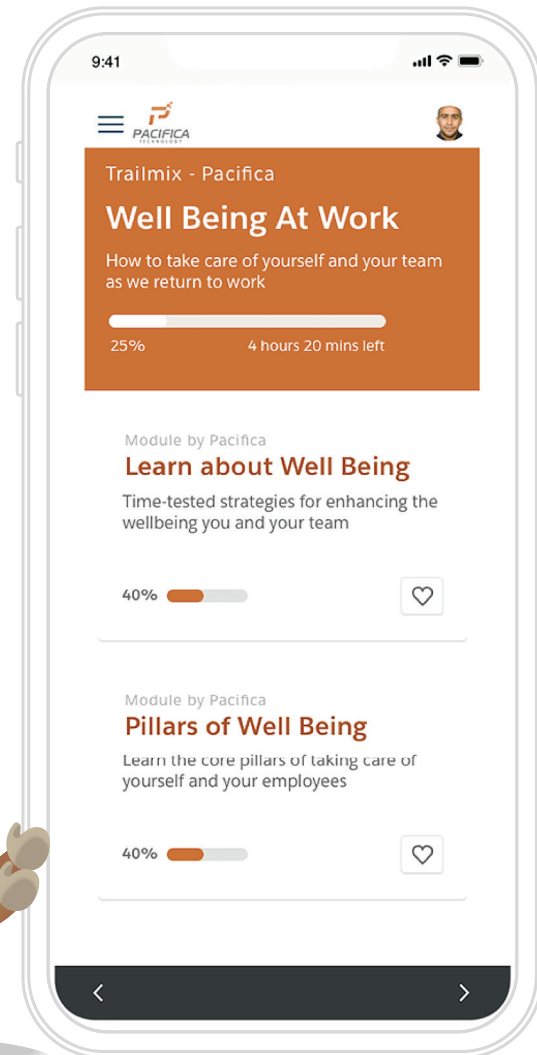 9:41
PACIFICA
TECHNOLOGY
Trailmix - Pacifica
Well Being At Work
How to take care of yourself and your team
as we return to work
25% 4 hours 20 mins left
Module by Pacifica
Learn about Well Being
Time-tested strategies for enhancing the
wellbeing you and your team
40%
Module by Pacifica
Pillars of Well Being
Learn the core pillars of taking care of
yourself and your employees
40%